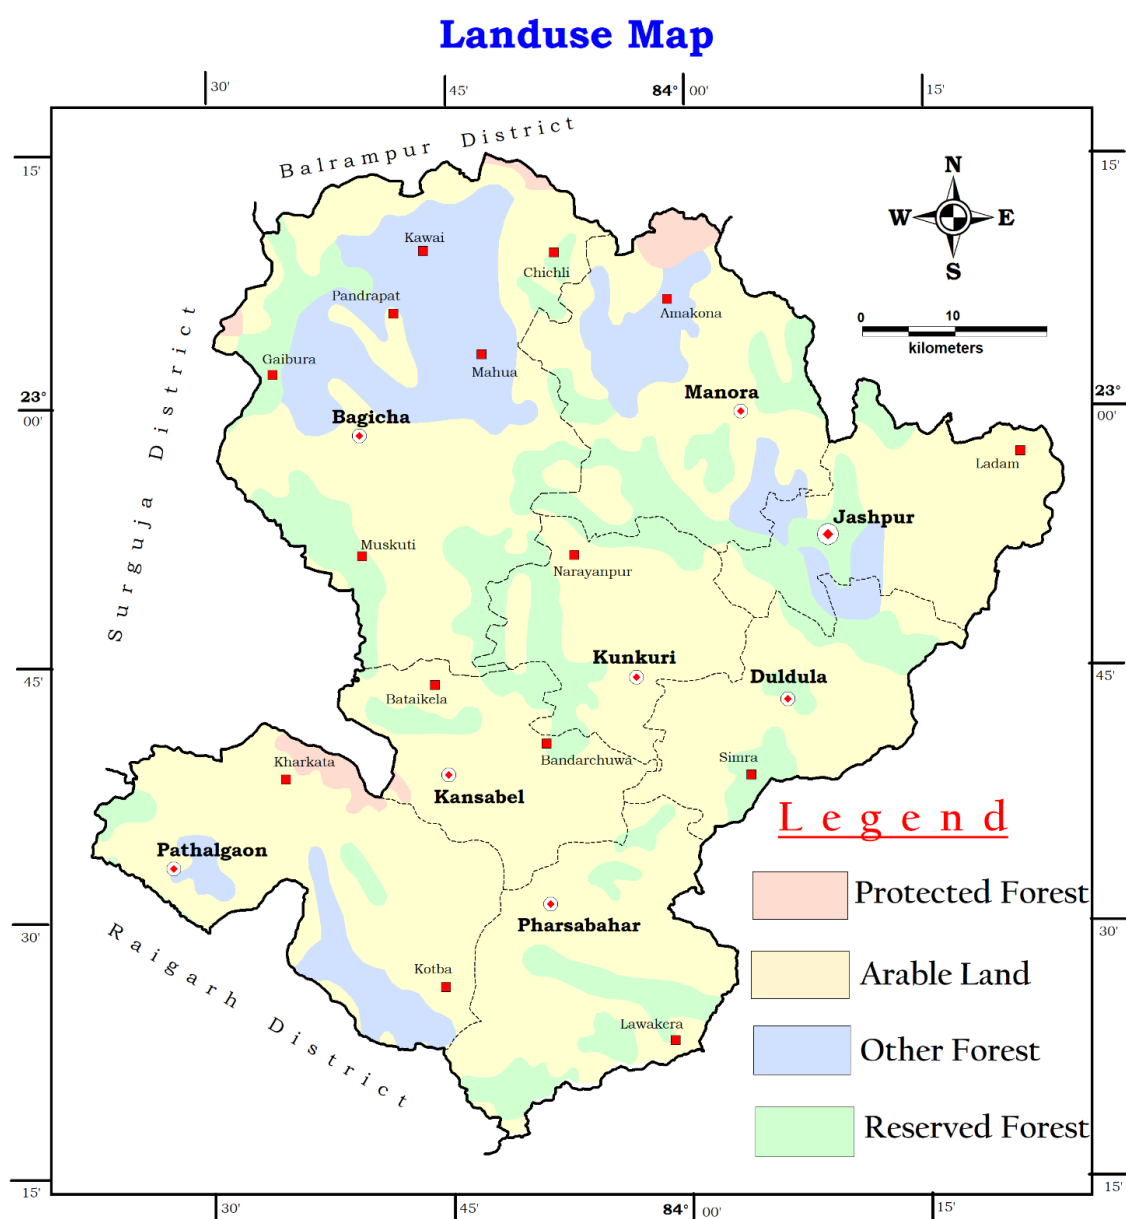 Landuse Map
30'
45'
84° 00'
15'
Balrampur District
15'
15'
N
W E
S
Kawai
Chichli
Pandrapat
Amakona
0 10
kilometers
Surguja District
Gaibura
Mahua
Manora
23°
00'
23°
00'
Bagicha
Ladam
Jashpur
Muskuti
Narayanpur
Kunkuri
Duldula
45'
45'
Bataikela
Bandarchuwa
Simra
Kharkata
Kansabel
Legend
Pathalgaon
Protected Forest
Pharsabahar
30'
30'
Raigarh District
Kotba
Arable Land
Lawakera
Other Forest
Reserved Forest
15'
15'
30'
45'
84° 00'
15'